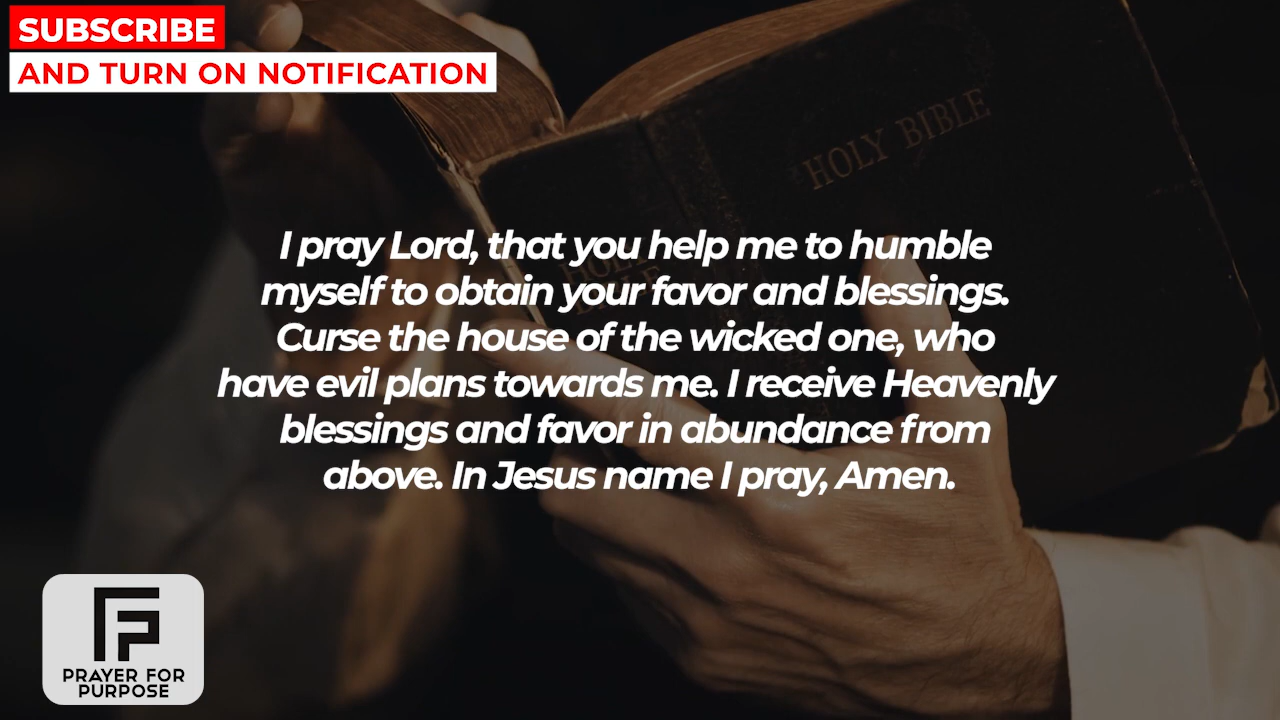 SUBSCRIBE
AND TURN ON NOTIFICATION
HOLY BIBLE
I pray Lord, that you help me to humble
myself to obtain your favor and blessings.
Curse the house of the wicked one, who
have evil plans towards me. I receive Heavenly
blessings and favor in abundance from
above. In Jesus name I pray, Amen.
PRAYER FOR
PURPOSE